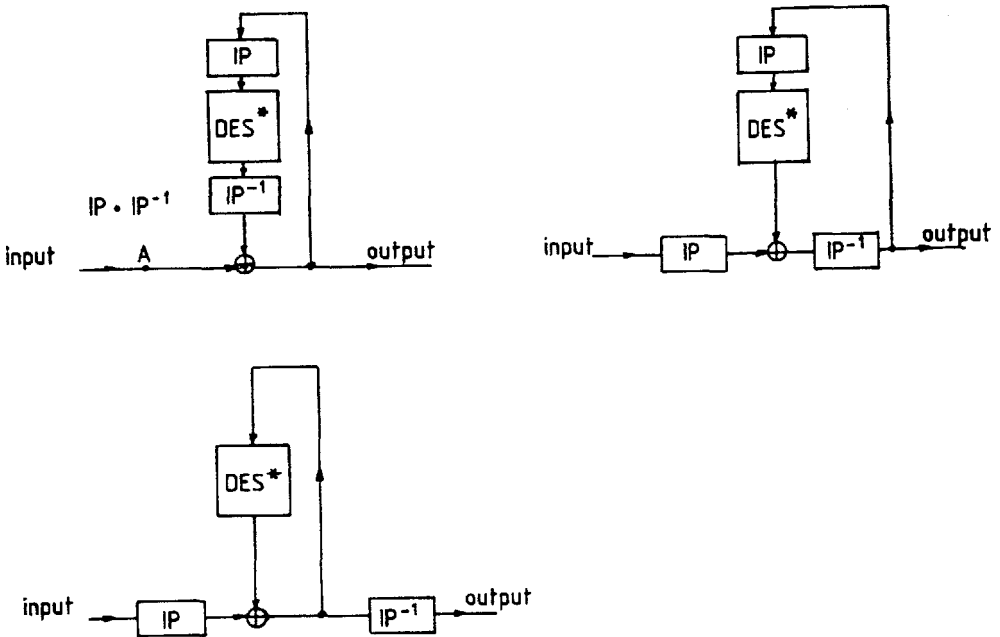 IP
DES*
IP⁻¹
IP • IP⁻¹
input
A
output
IP
DES*
input
IP
IP⁻¹
output
DES*
input
IP
IP⁻¹
output